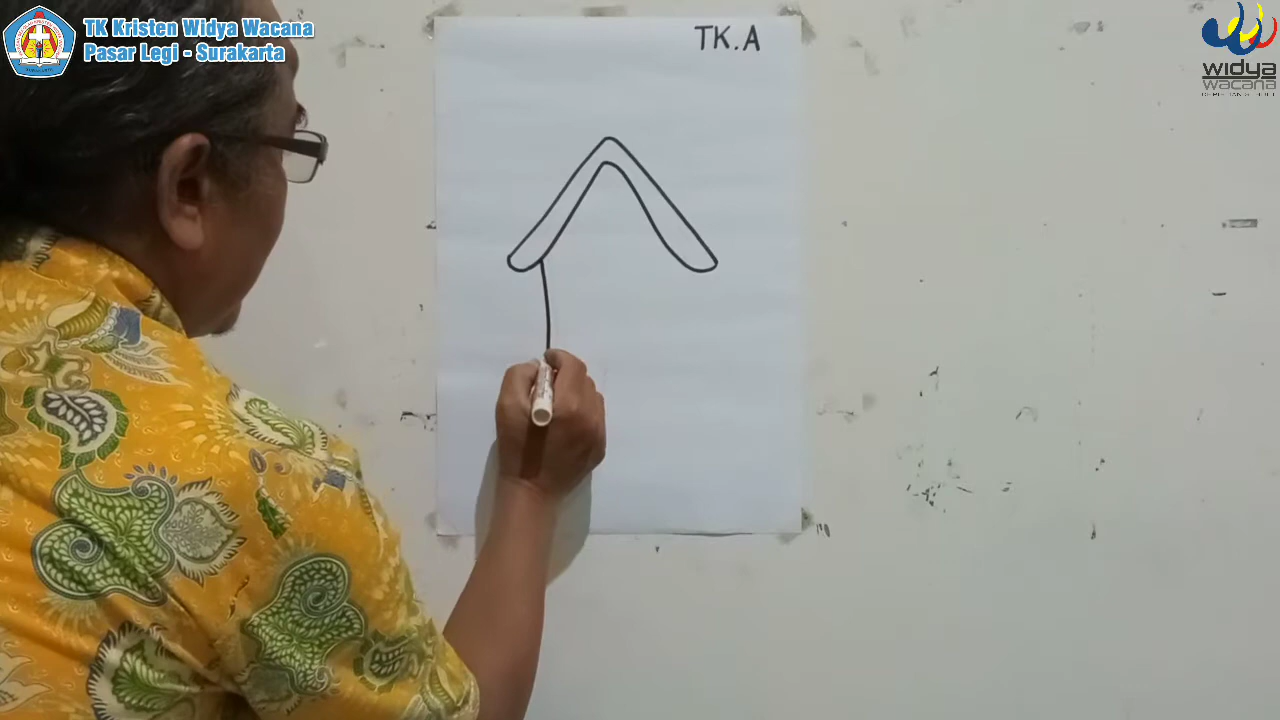 TK Kristen Widya Wacana
Pasar Legi - Surakarta
TK.A
widya
wacana